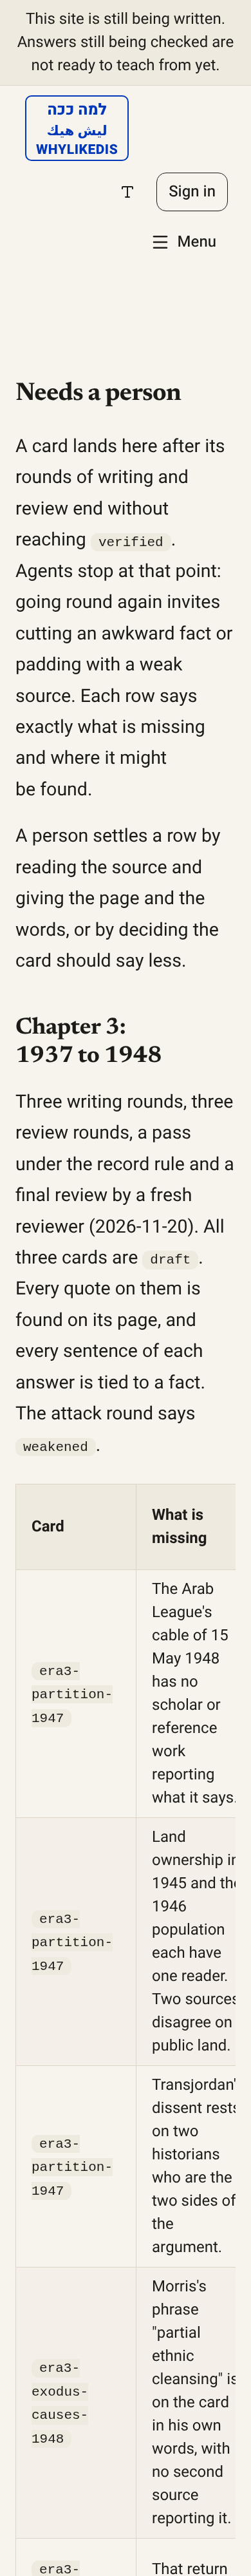 This site is still being written.
Answers still being checked are
not ready to teach from yet.
למה ככה
ليش هيك
WHYLIKEDIS
T
Sign in
Menu
Needs a person
A card lands here after its
rounds of writing and
review end without
reaching verified.
Agents stop at that point:
going round again invites
cutting an awkward fact or
padding with a weak
source. Each row says
exactly what is missing
and where it might
be found.
A person settles a row by
reading the source and
giving the page and the
words, or by deciding the
card should say less.
Chapter 3:
1937 to 1948
Three writing rounds, three
review rounds, a pass
under the record rule and a
final review by a fresh
reviewer (2026-11-20). All
three cards are draft.
Every quote on them is
found on its page, and
every sentence of each
answer is tied to a fact.
The attack round says
weakened.
Card
What is
missing
era3-
partition-
1947
The Arab
League's
cable of 15
May 1948
has no
scholar or
reference
work
reporting
what it says.
era3-
partition-
1947
Land
ownership in
1945 and the
1946
population
each have
one reader.
Two sources
disagree on
public land.
era3-
partition-
1947
Transjordan'
dissent rests
on two
historians
who are the
two sides of
the
argument.
era3-
exodus-
causes-
1948
Morris's
phrase
"partial
ethnic
cleansing" is
on the card
in his own
words, with
no second
source
reporting it.
era3-
That return